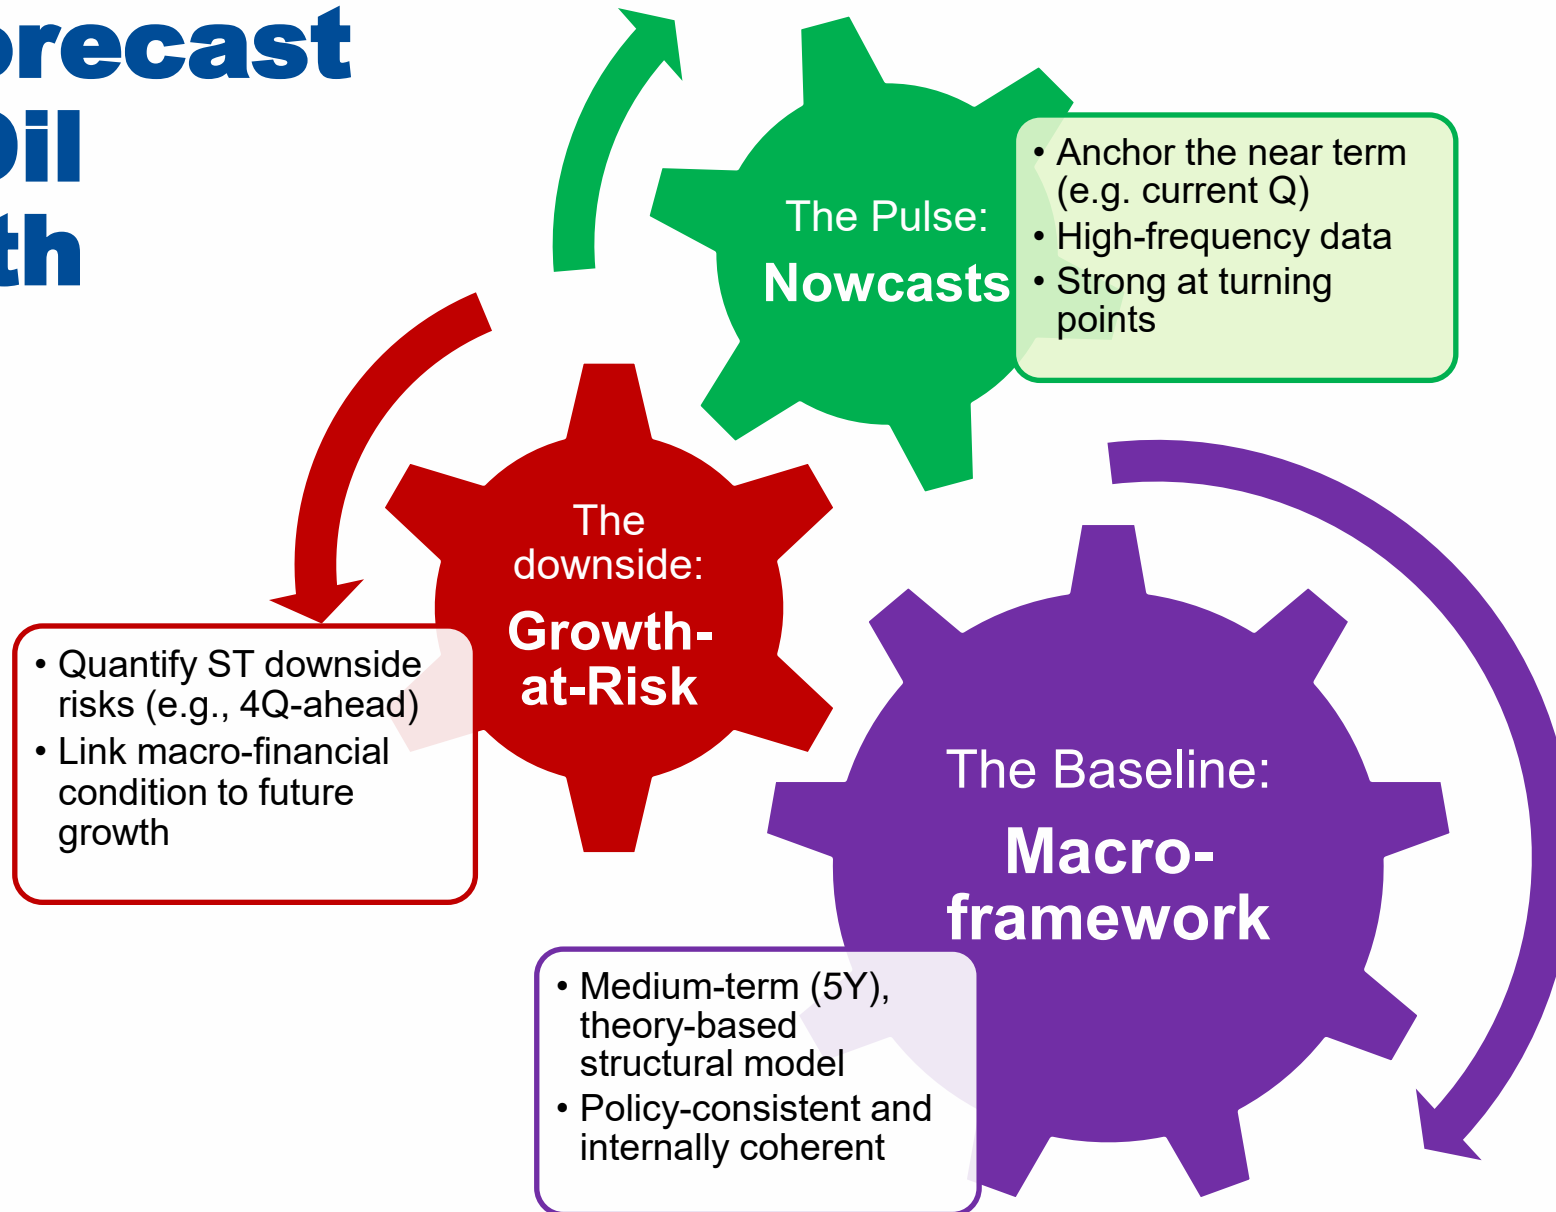 orecast
Oil
th
The Pulse:
Nowcasts
• Anchor the near term
(e.g. current Q)
• High-frequency data
• Strong at turning
points
The
downside:
Growth-
at-Risk
• Quantify ST downside
risks (e.g., 4Q-ahead)
• Link macro-financial
condition to future
growth
The Baseline:
Macro-
framework
• Medium-term (5Y),
theory-based
structural model
• Policy-consistent and
internally coherent